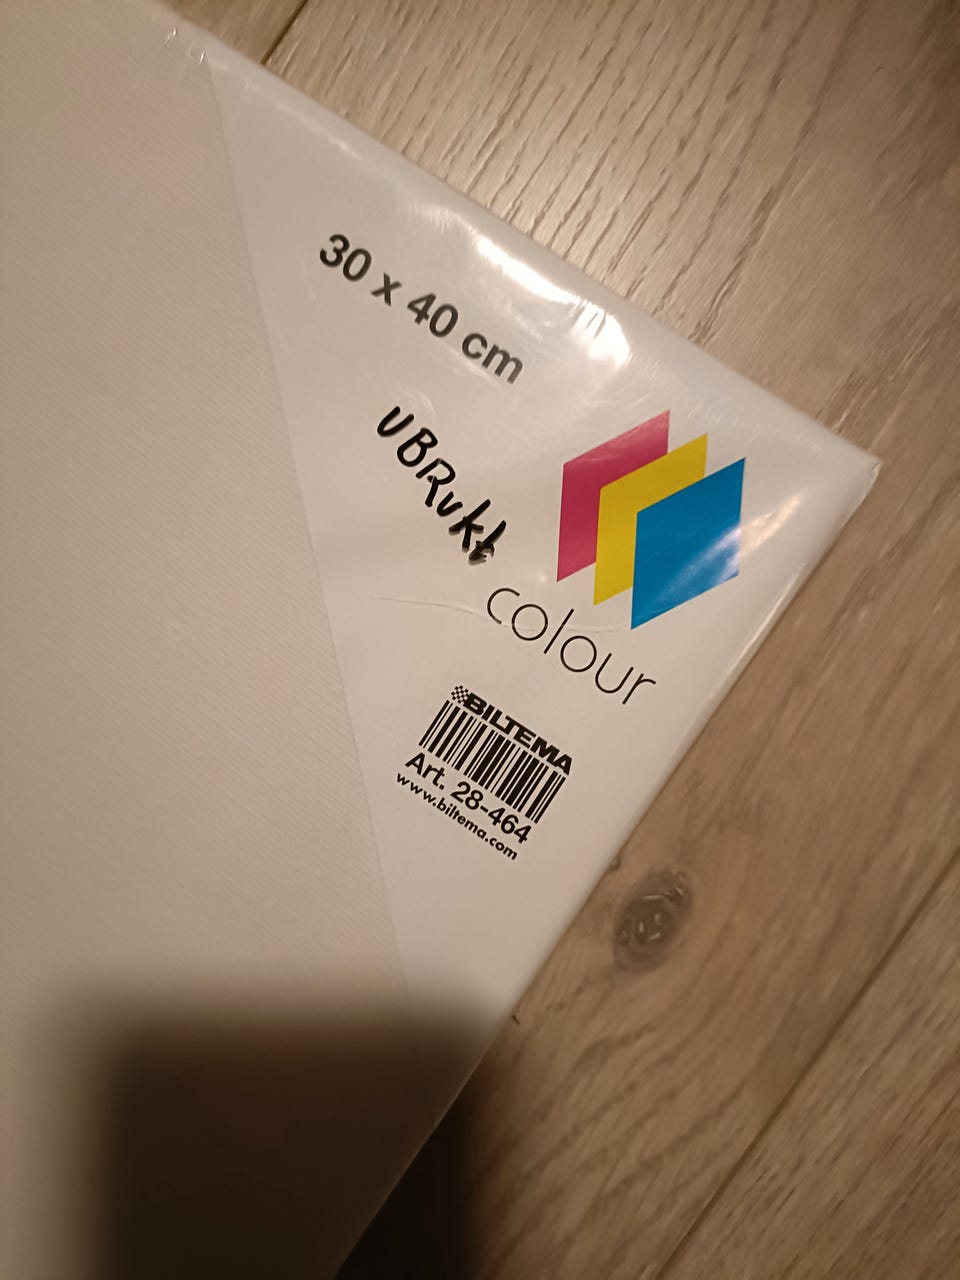 30 x 40 cm
UBRukt
colour
BILTEMA
Art. 28-464
www.biltema.com